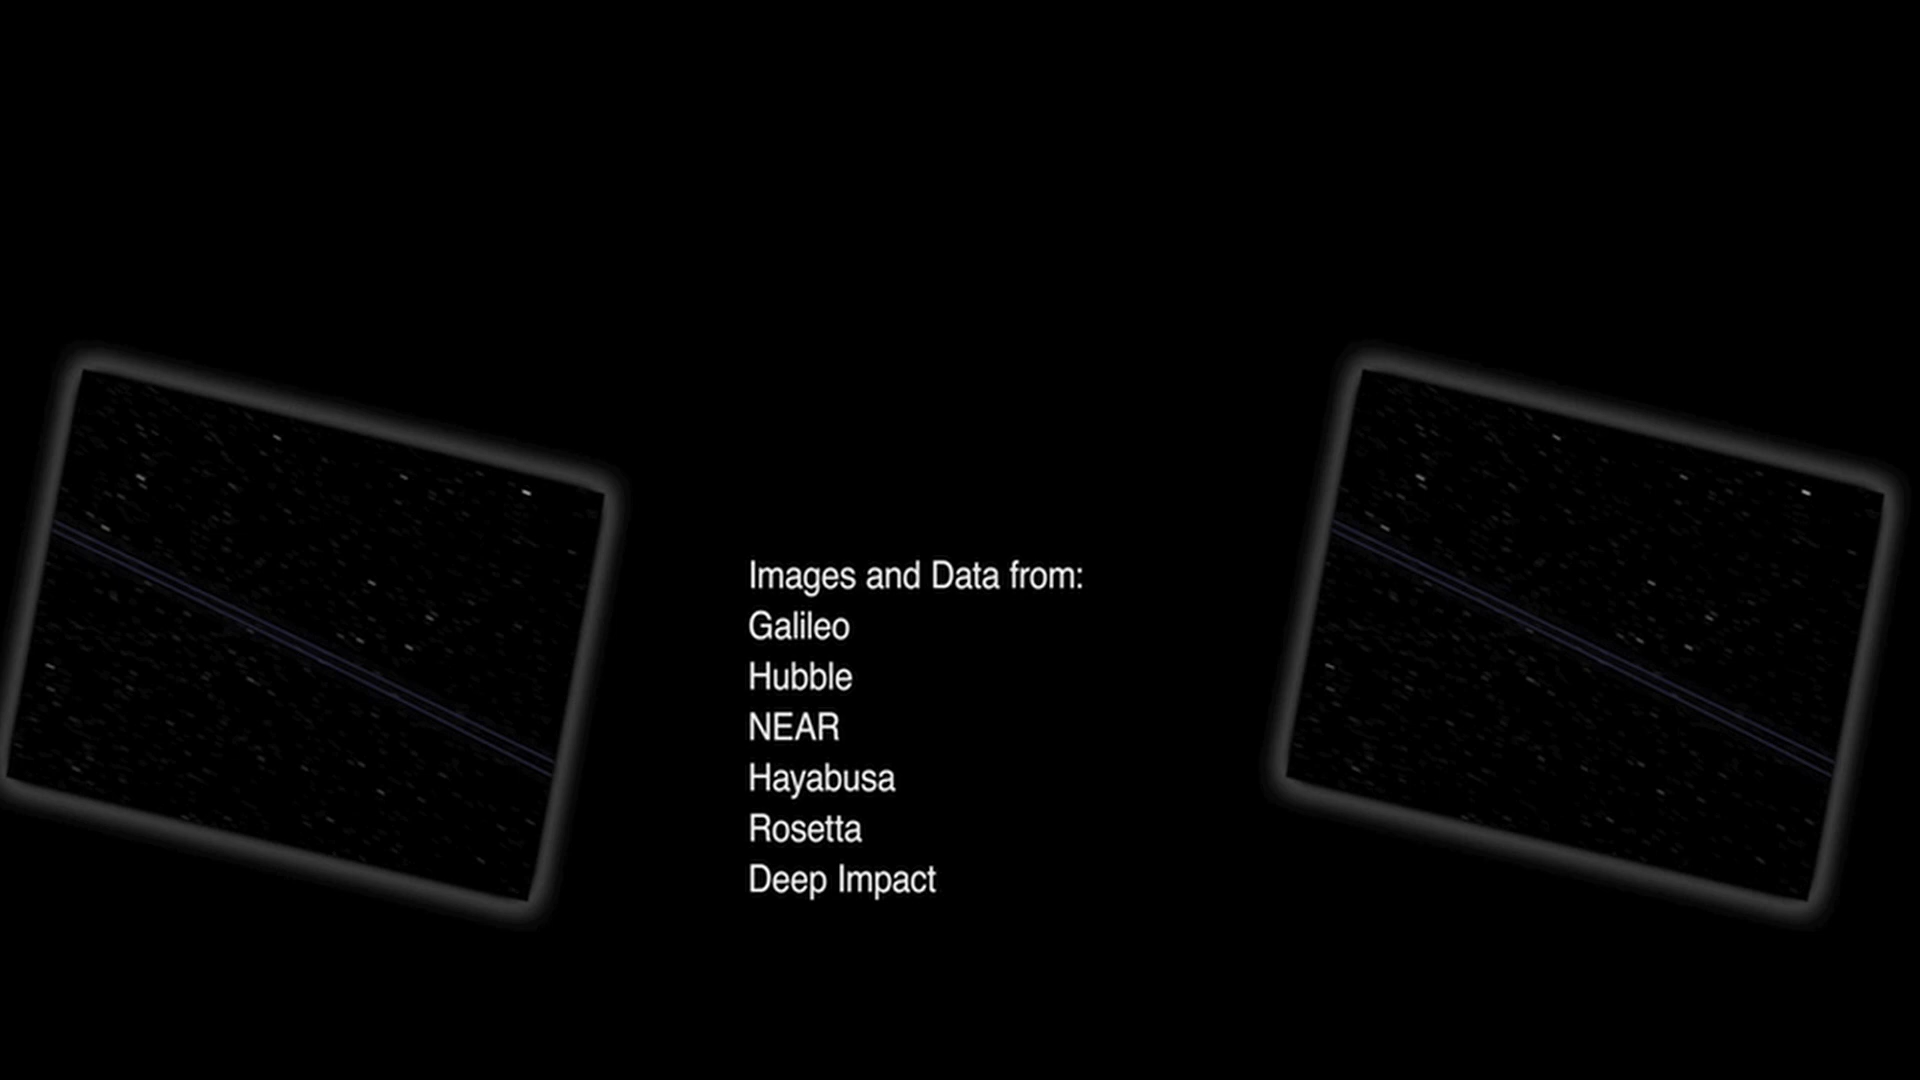 Images and Data from:
Galileo
Hubble
NEAR
Hayabusa
Rosetta
Deep Impact